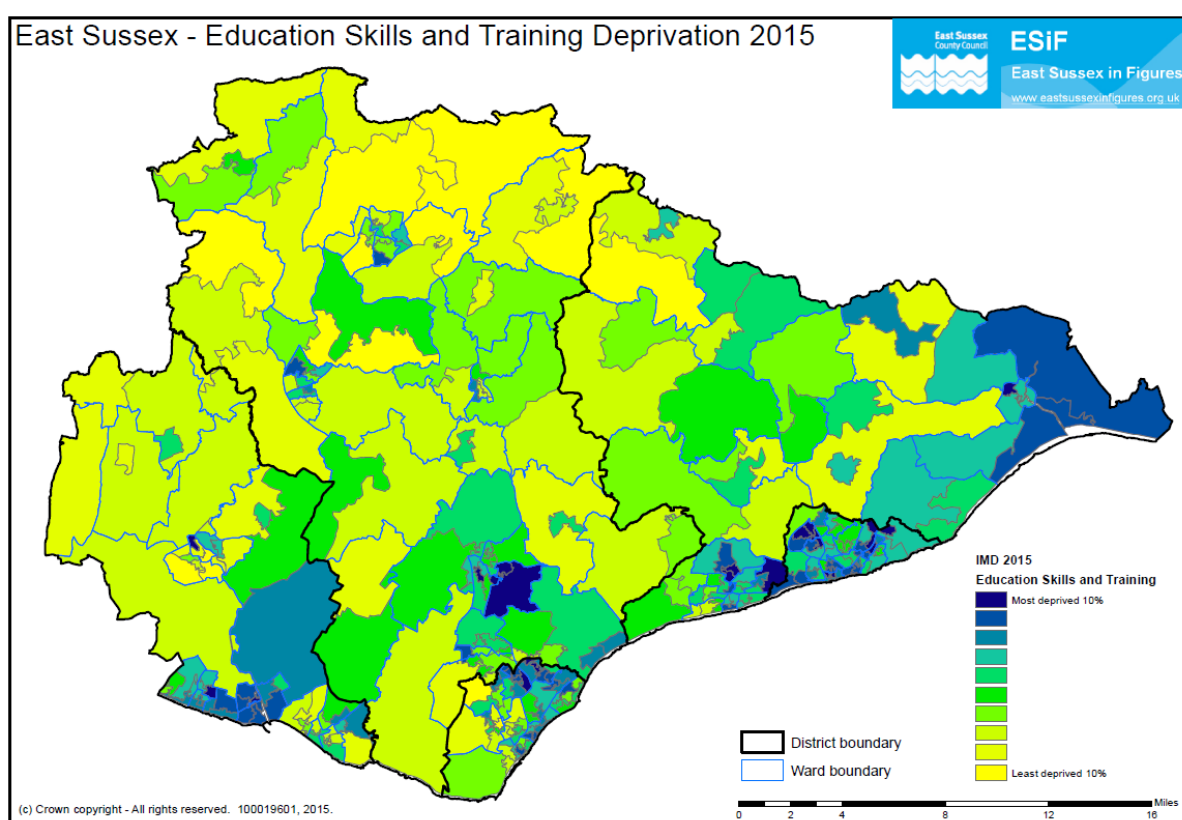 East Sussex - Education Skills and Training Deprivation 2015
East Sussex
County Council
ESiF
East Sussex in Figures
www.eastsussexinfigures.org.uk
IMD 2015
Education Skills and Training
Most deprived 10%
Least deprived 10%
District boundary
Ward boundary
(c) Crown copyright - All rights reserved. 100019601, 2015.
Miles
0 2 4 8 12 16